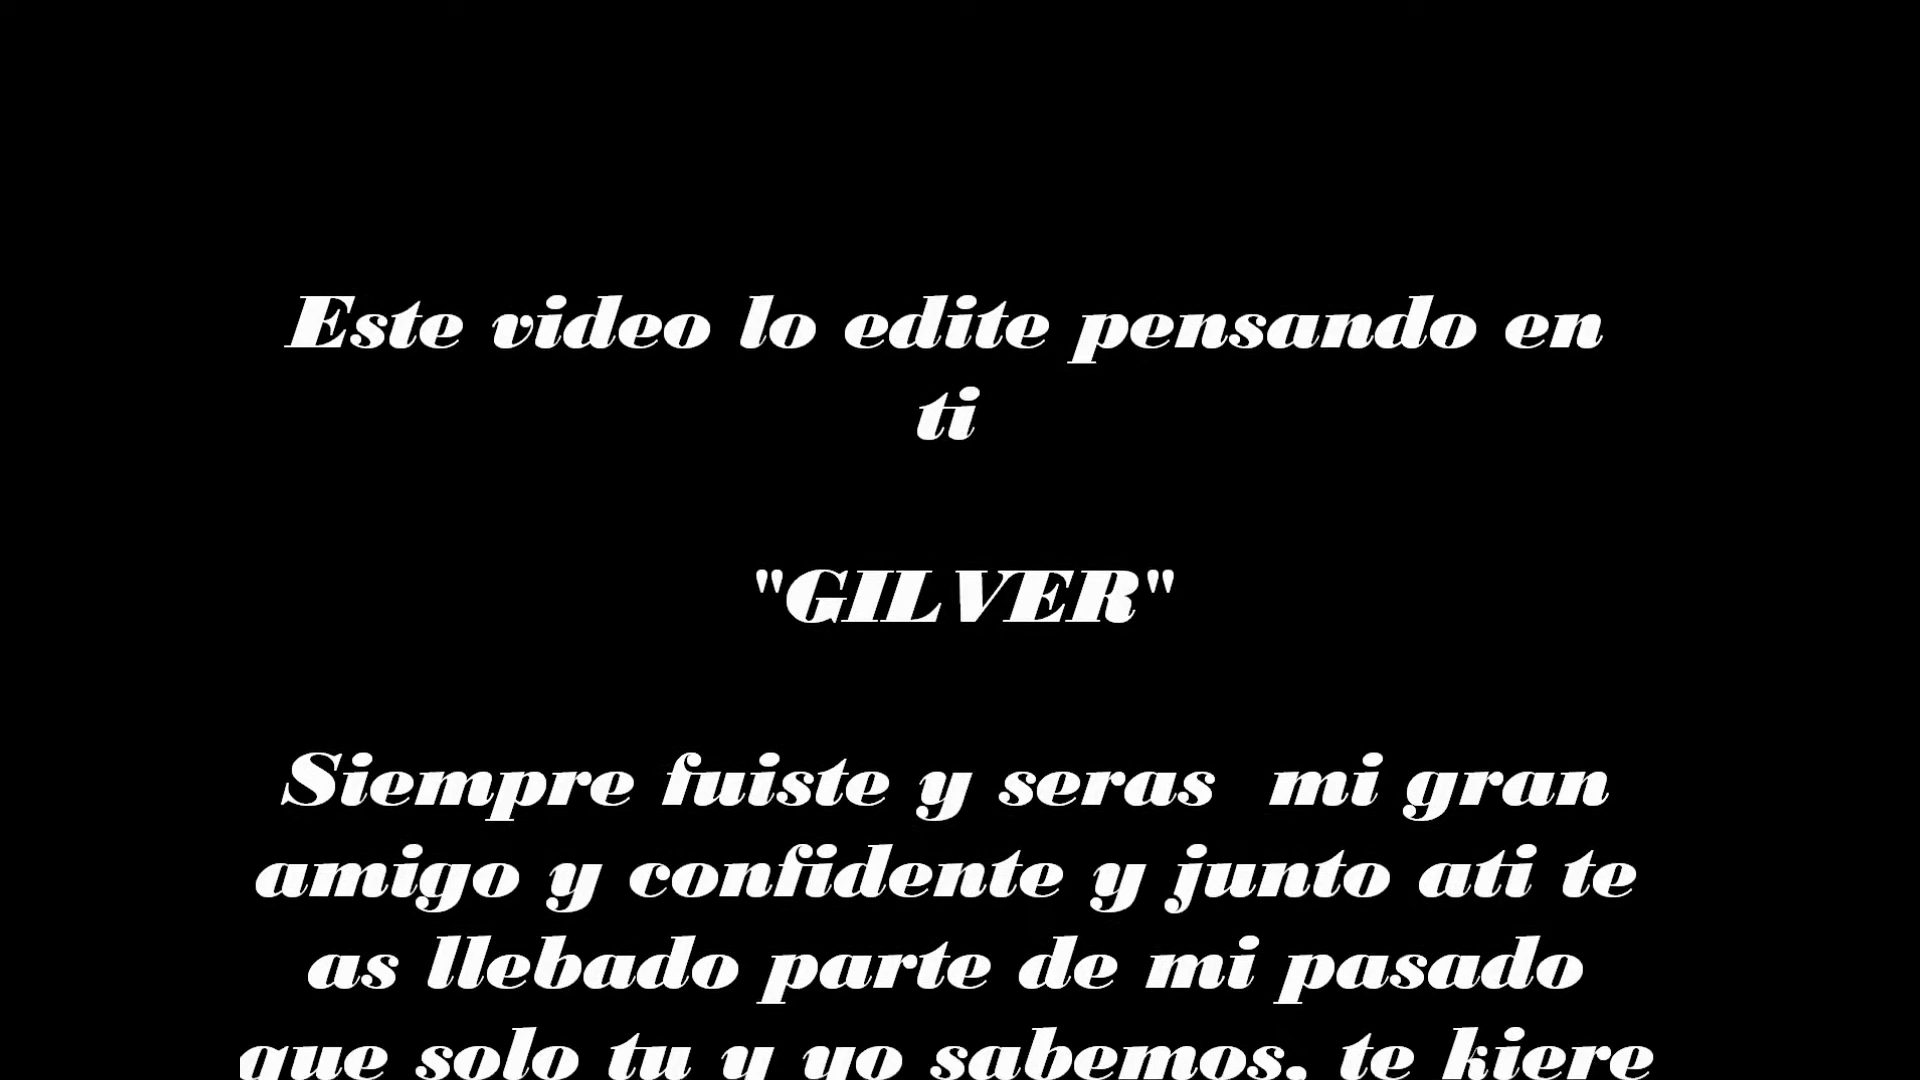 Este video lo edite pensando en
ti
"GILVER"
Siempre fuiste y seras  mi gran
amigo y confidente y junto ati te
as llebado parte de mi pasado
que solo tu y yo sabemos, te kiere